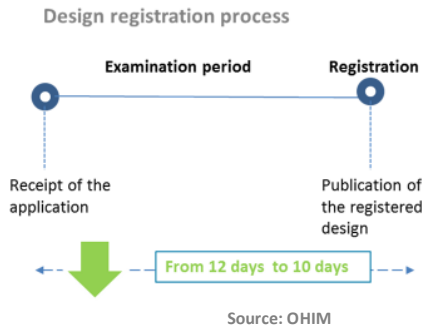 Design registration process
Examination period
Registration
Receipt of the
application
Publication of
the registered
design
From 12 days to 10 days
Source: OHIM